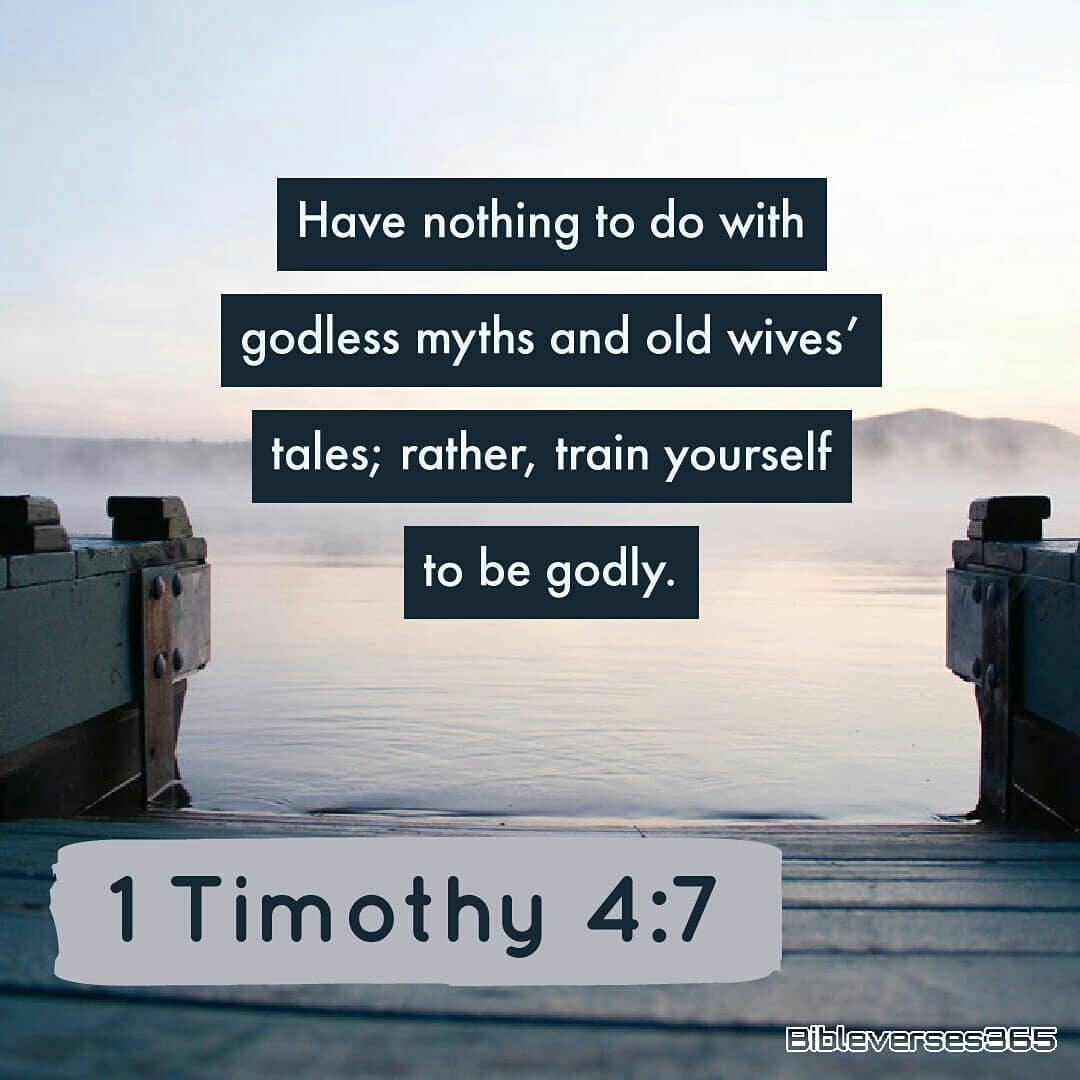 Have nothing to do with
godless myths and old wives’
tales; rather, train yourself
to be godly.
1 Timothy 4:7
Bibleverses365